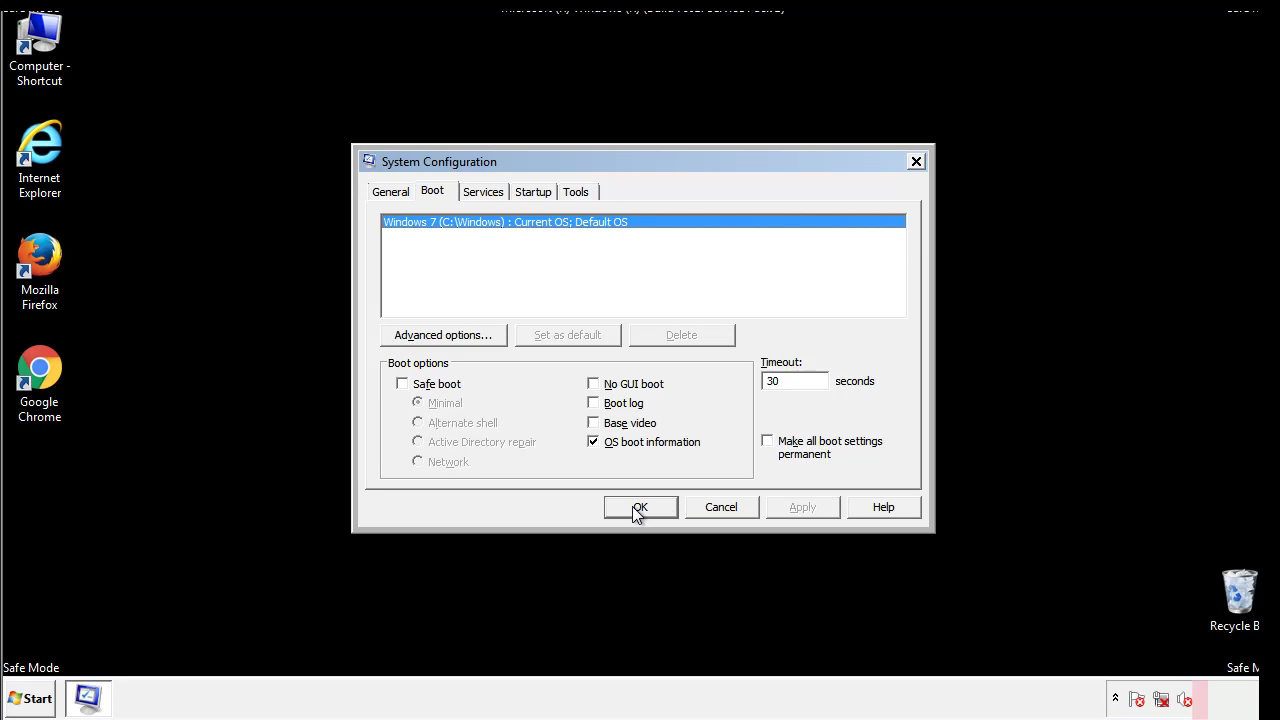 Computer -
Shortcut
Internet
Explorer
Mozilla
Firefox
Google
Chrome
System Configuration
General Boot Services Startup Tools
Windows 7 (C:\Windows) : Current OS; Default OS
Advanced options... Set as default Delete
Boot options
Safe boot
Minimal
Alternate shell
Active Directory repair
Network
No GUI boot
Boot log
Base video
OS boot information
Timeout:
30 seconds
Make all boot settings
permanent
OK Cancel Apply Help
Recycle B
Safe Mode
Safe M
Start